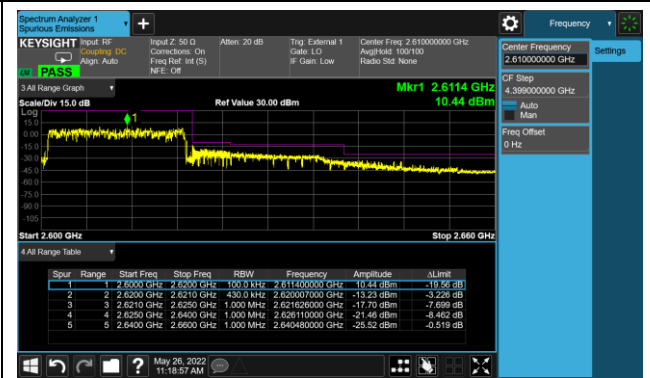 Spectrum Analyzer 1
Spurious Emissions
Frequency
KEYSIGHT
Input: RF
Coupling: DC
Align: Auto
Input Z: 50 Ω
Corrections: On
Freq Ref: Int (S)
NFE: Off
Atten: 20 dB
Trig: External 1
Gate: LO
IF Gain: Low
Center Freq: 2.610000000 GHz
Avg|Hold: 100/100
Radio Std: None
LM PASS
Center Frequency
2.610000000 GHz
Settings
CF Step
4.399000000 GHz
Auto
Man
Freq Offset
0 Hz
3 All Range Graph
Mkr1 2.6114 GHz
10.44 dBm
Scale/Div 15.0 dB
Ref Value 30.00 dBm
Log
15.0
0.00
-15.0
-30.0
-45.0
-60.0
-75.0
-90.0
-105
1
Start 2.600 GHz
Stop 2.660 GHz
4 All Range Table
Spur Range Start Freq Stop Freq RBW Frequency Amplitude ΔLimit
1 1 2.6000 GHz 2.6200 GHz 100.0 kHz 2.611400000 GHz 10.44 dBm -19.56 dB
2 2 2.6200 GHz 2.6210 GHz 430.0 kHz 2.620007000 GHz -13.23 dBm -3.226 dB
3 3 2.6210 GHz 2.6250 GHz 1.000 MHz 2.621626000 GHz -17.70 dBm -7.699 dB
4 4 2.6250 GHz 2.6400 GHz 1.000 MHz 2.626110000 GHz -21.46 dBm -8.462 dB
5 5 2.6400 GHz 2.6600 GHz 1.000 MHz 2.640480000 GHz -25.52 dBm -0.519 dB
?
May 26, 2022
11:18:57 AM